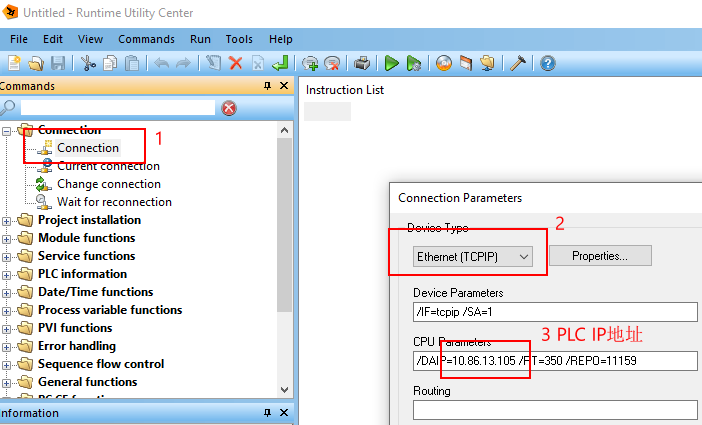 Untitled - Runtime Utility Center
File Edit View Commands Run Tools Help
Commands
Instruction List
Connection
1
Connection
Current connection
Change connection
Wait for reconnection
Project installation
Module functions
Service functions
PLC information
Date/Time functions
Process variable functions
PVI functions
Error handling
Sequence flow control
General functions
Information
Connection Parameters
2
Device Type
Ethernet (TCPIP)
Properties...
Device Parameters
/IF=tcpip /SA=1
3 PLC IP地址
CPU Parameters
/DAIP=10.86.13.105 /RT=350 /REPO=11159
Routing